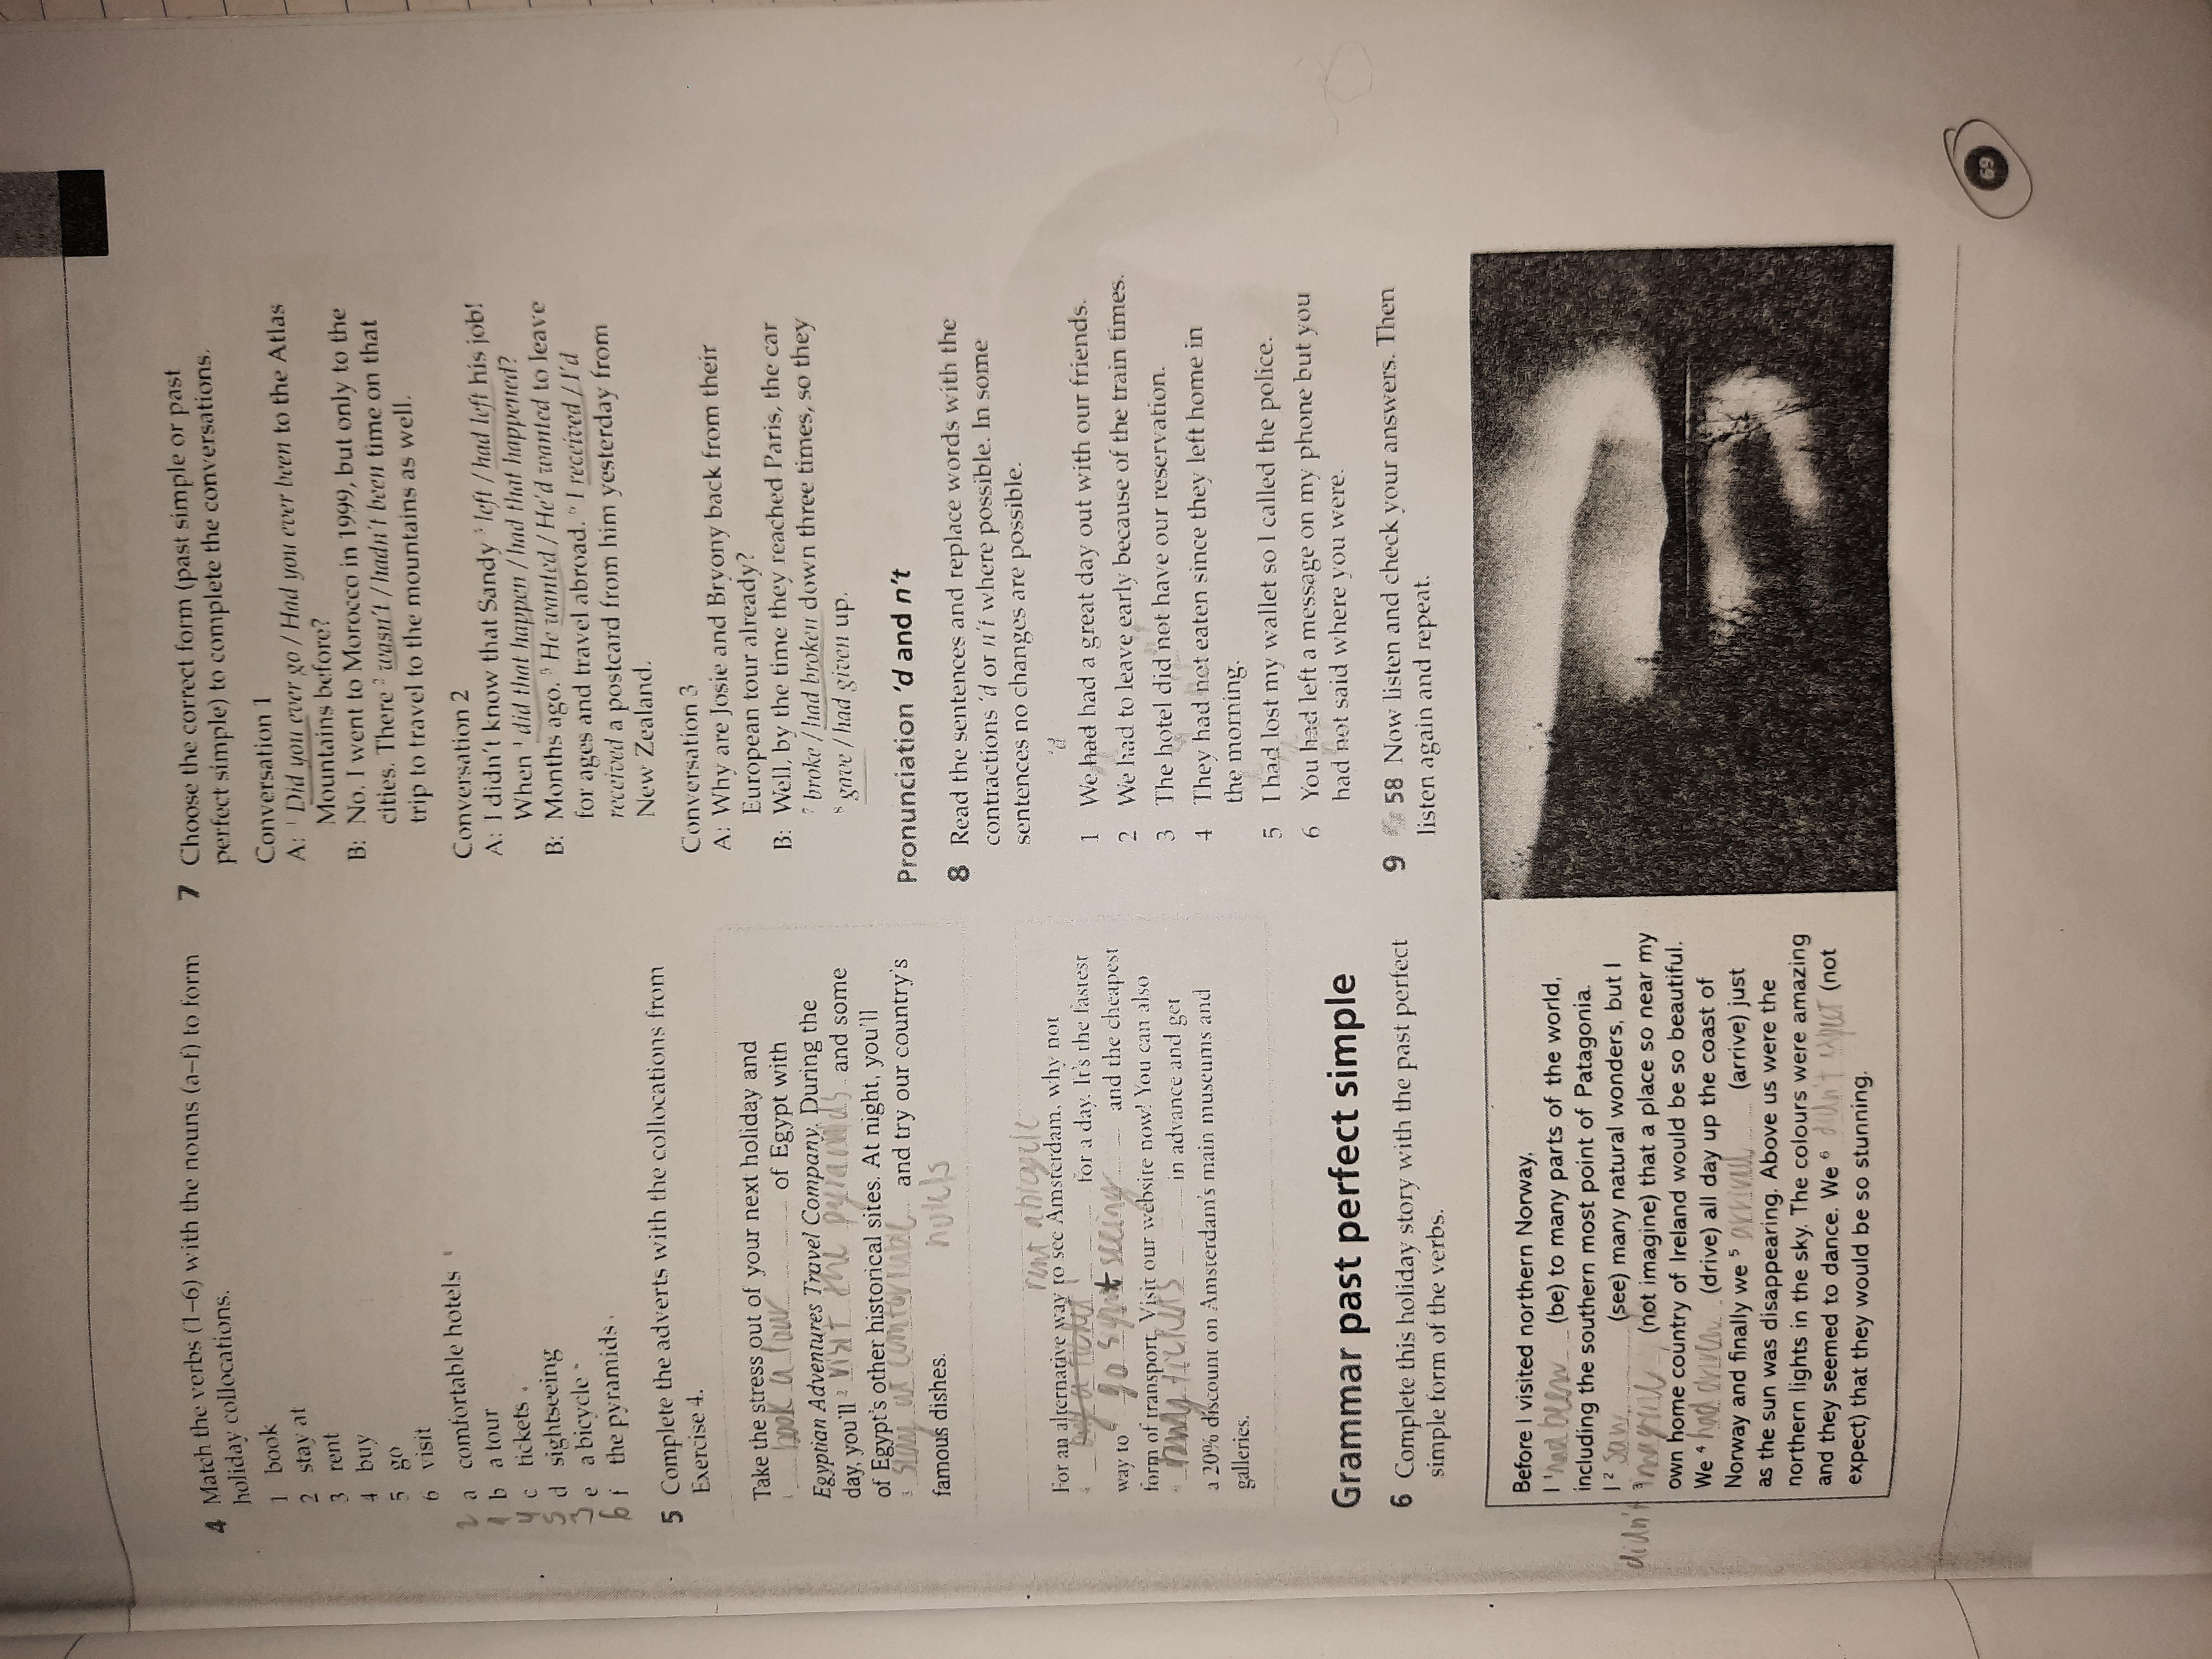 4 Match the verbs (1–6) with the nouns (a–f) to form
holiday collocations.
1 book
2 stay at
3 rent
4 buy
5 go
6 visit
2 a comfortable hotels
1 b a tour
4 c tickets
5 d sightseeing
3 e a bicycle
6 f the pyramids
5 Complete the adverts with the collocations from
Exercise 4.
Take the stress out of your next holiday and
1 book a tour of Egypt with
Egyptian Adventures Travel Company. During the
day, you'll 2 visit the pyramids and some
of Egypt's other historical sites. At night, you'll
3 stay at comfortable and try our country's
famous dishes. hotels
rent a bicycle
For an alternative way to see Amsterdam, why not
4 buy a ticket for a day. It's the fastest
way to 5 go sightseeing and the cheapest
form of transport. Visit our website now! You can also
6 buy tickets in advance and get
a 20% discount on Amsterdam's main museums and
galleries.
Grammar past perfect simple
6 Complete this holiday story with the past perfect
simple form of the verbs.
Before I visited northern Norway,
I 1 had been (be) to many parts of the world,
including the southern most point of Patagonia.
I 2 saw (see) many natural wonders, but I
didn't 3 imagine (not imagine) that a place so near my
own home country of Ireland would be so beautiful.
We 4 had driven (drive) all day up the coast of
Norway and finally we 5 arrived (arrive) just
as the sun was disappearing. Above us were the
northern lights in the sky. The colours were amazing
and they seemed to dance. We 6 didn't expect (not
expect) that they would be so stunning.
7 Choose the correct form (past simple or past
perfect simple) to complete the conversations.
Conversation 1
A: 1 Did you ever go / Had you ever been to the Atlas
Mountains before?
B: No. I went to Morocco in 1999, but only to the
cities. There 2 wasn't / hadn't been time on that
trip to travel to the mountains as well.
Conversation 2
A: I didn't know that Sandy 3 left / had left his job!
When 4 did that happen / had that happened?
B: Months ago. 5 He wanted / He'd wanted to leave
for ages and travel abroad. 6 I received / I'd
received a postcard from him yesterday from
New Zealand.
Conversation 3
A: Why are Josie and Bryony back from their
European tour already?
B: Well, by the time they reached Paris, the car
7 broke / had broken down three times, so they
8 gave / had given up.
Pronunciation 'd and n't
8 Read the sentences and replace words with the
contractions 'd or n't where possible. In some
sentences no changes are possible.
'd
1 We had had a great day out with our friends.
2 We had to leave early because of the train times.
3 The hotel did not have our reservation.
4 They had not eaten since they left home in
the morning.
5 I had lost my wallet so I called the police.
6 You had left a message on my phone but you
had not said where you were.
9 58 Now listen and check your answers. Then
listen again and repeat.
69